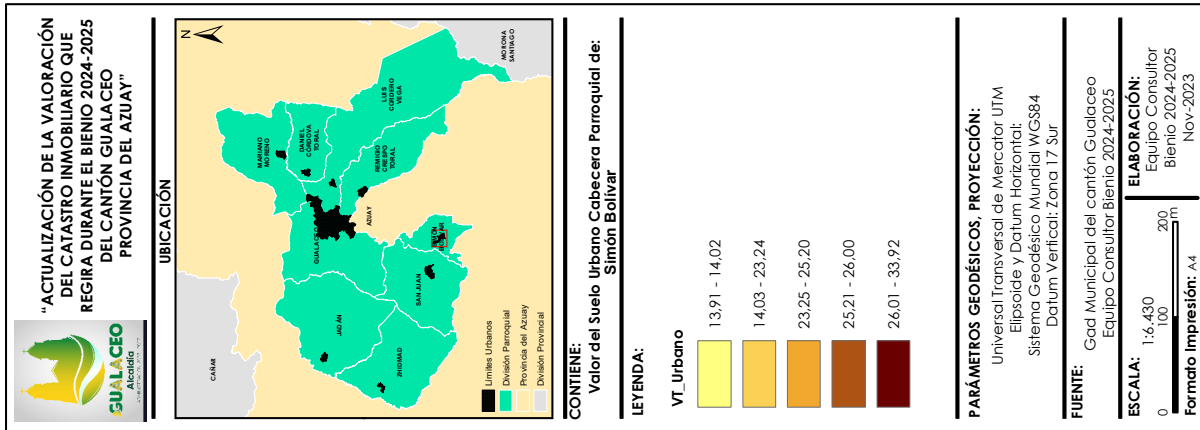 GUALACEO
Alcaldía
“ACTUALIZACIÓN DE LA VALORACIÓN
DEL CATASTRO INMOBILIARIO QUE
REGIRA DURANTE EL BIENIO 2024-2025
DEL CANTÓN GUALACEO
PROVINCIA DEL AZUAY”
UBICACIÓN
N
CAÑAR
MARIANO
MORENO
DANIEL
CÓRDOVA
TORAL
LUIS
CORDERO
VEGA
REMIGIO
CRESPO
TORAL
MORONA
SANTIAGO
GUALACEO
AZUAY
JADÁN
SAN JUAN
SIMÓN
BOLÍVAR
ZHIDMAD
Límites Urbanos
División Parroquial
Provincia del Azuay
División Provincial
CONTIENE:
Valor del Suelo Urbano Cabecera Parroquial de:
Simón Bolívar
LEYENDA:
VT_Urbano
13,91 - 14,02
14,03 - 23,24
23,25 - 25,20
25,21 - 26,00
26,01 - 33,92
PARÁMETROS GEODÉSICOS, PROYECCIÓN:
Universal Transversal de Mercator UTM
Elipsoide y Datum Horizontal:
Sistema Geodésico Mundial WGS84
Datum Vertical: Zona 17 Sur
FUENTE:
Gad Municipal del cantón Gualaceo
Equipo Consultor Bienio 2024-2025
ESCALA:
1:6.430
0 100 200
m
Formato Impresión: A4
ELABORACIÓN:
Equipo Consultor
Bienio 2024-2025
Nov-2023